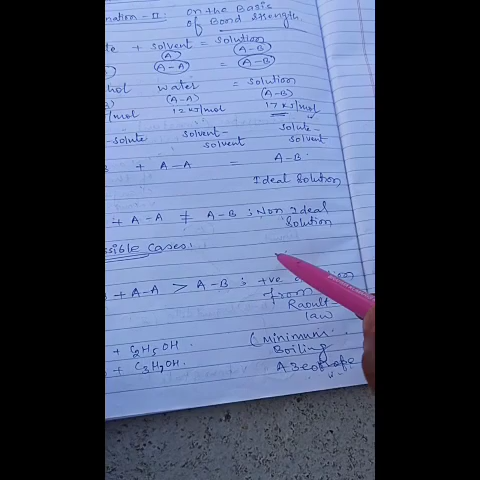 nation-II: on the Basis
of Bond strength
te + solvent = solution
(A) (A-B)
(A-A) = (A-B)
hol water = solution
(A-A) (A-B)
/mol 12 KJ/mol 17 KJ/mol
-solute solvent- solute-
solvent solvent
+ A-A = A-B.
Ideal Solution
+ A-A ≠ A-B ; Non Ideal
Solution
ssible Cases:
+ A-A > A-B ; +ve
from
Raoult
law
+ C2H5OH. (Minimum
Boiling
+ C3H7OH. Azeotrope